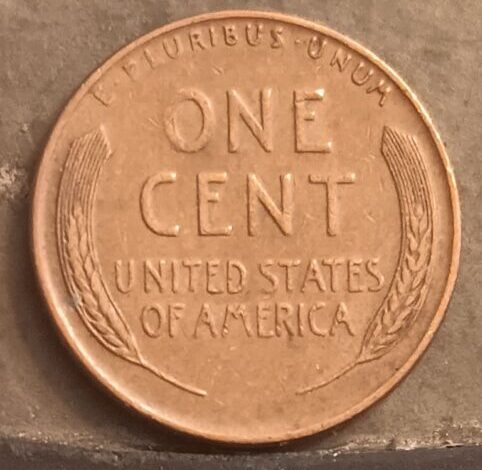 E·PLURIBUS·UNUM
ONE
CENT
UNITED STATES
OF AMERICA